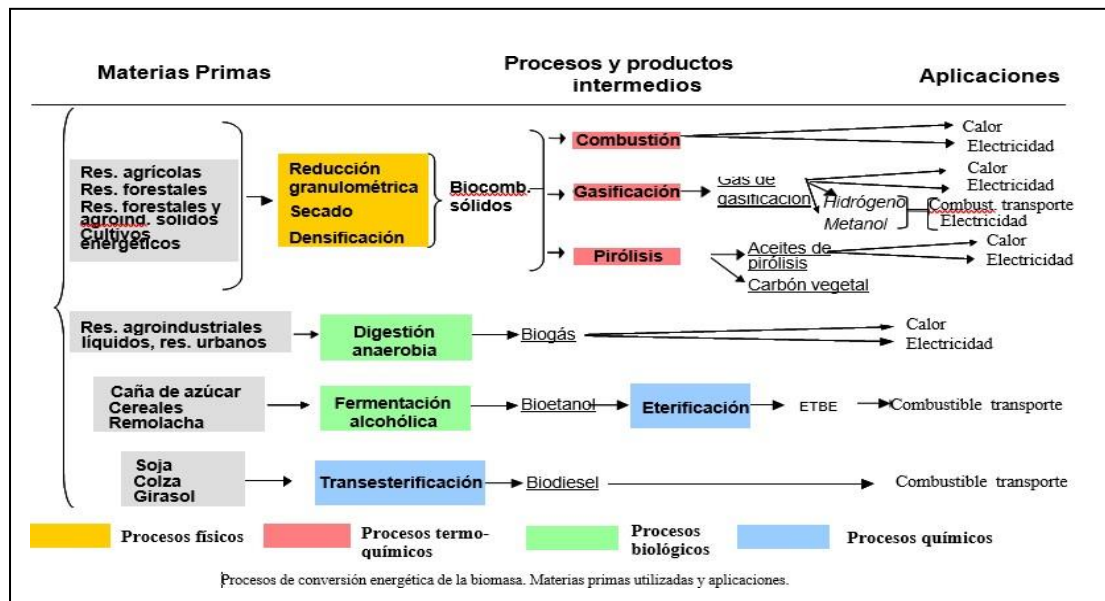 Materias Primas
Procesos y productos
intermedios
Aplicaciones
Res. agrícolas
Res. forestales
Res. forestales y
agroind. sólidos
Cultivos
energéticos
Reducción
granulométrica
Secado
Densificación
Biocomb.
sólidos
Combustión
Calor
Electricidad
Gasificación
Gas de
gasificación
Hidrógeno
Metanol
Calor
Electricidad
Combust. transporte
Electricidad
Pirólisis
Aceites de
pirólisis
Carbón vegetal
Calor
Electricidad
Res. agroindustriales
líquidos, res. urbanos
Digestión
anaerobia
Biogás
Calor
Electricidad
Caña de azúcar
Cereales
Remolacha
Fermentación
alcohólica
Bioetanol
Eterificación
ETBE
Combustible transporte
Soja
Colza
Girasol
Transesterificación
Biodiesel
Combustible transporte
Procesos físicos
Procesos termo-
químicos
Procesos
biológicos
Procesos químicos
Procesos de conversión energética de la biomasa. Materias primas utilizadas y aplicaciones.